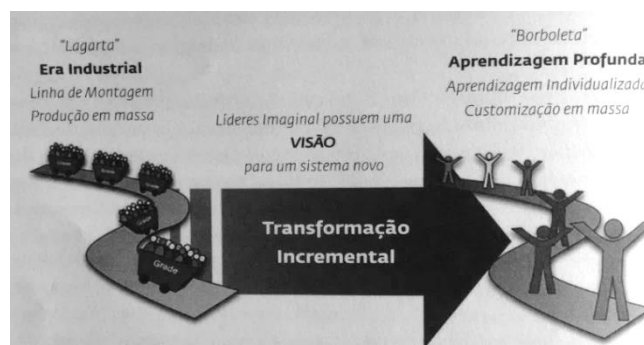 "Lagarta"
Era Industrial
Linha de Montagem
Produção em massa
Líderes Imaginal possuem uma
VISÃO
para um sistema novo
Transformação
Incremental
"Borboleta"
Aprendizagem Profunda
Aprendizagem Individualizada
Customização em massa
Grade